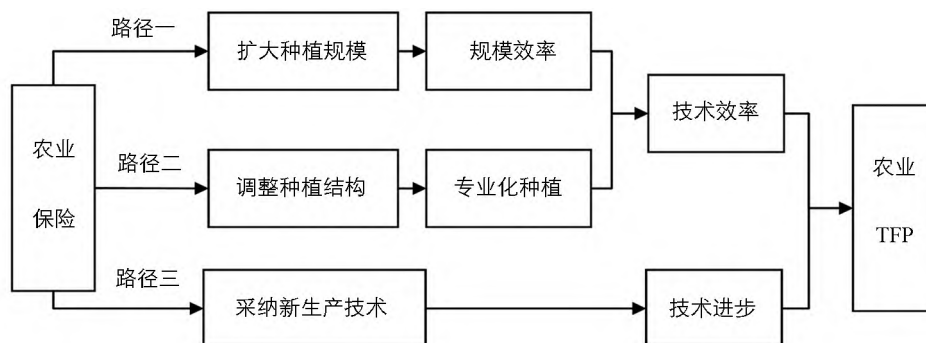 路径一
扩大种植规模
规模效率
技术效率
农业
保险
路径二
调整种植结构
专业化种植
农业
TFP
路径三
采纳新生产技术
技术进步